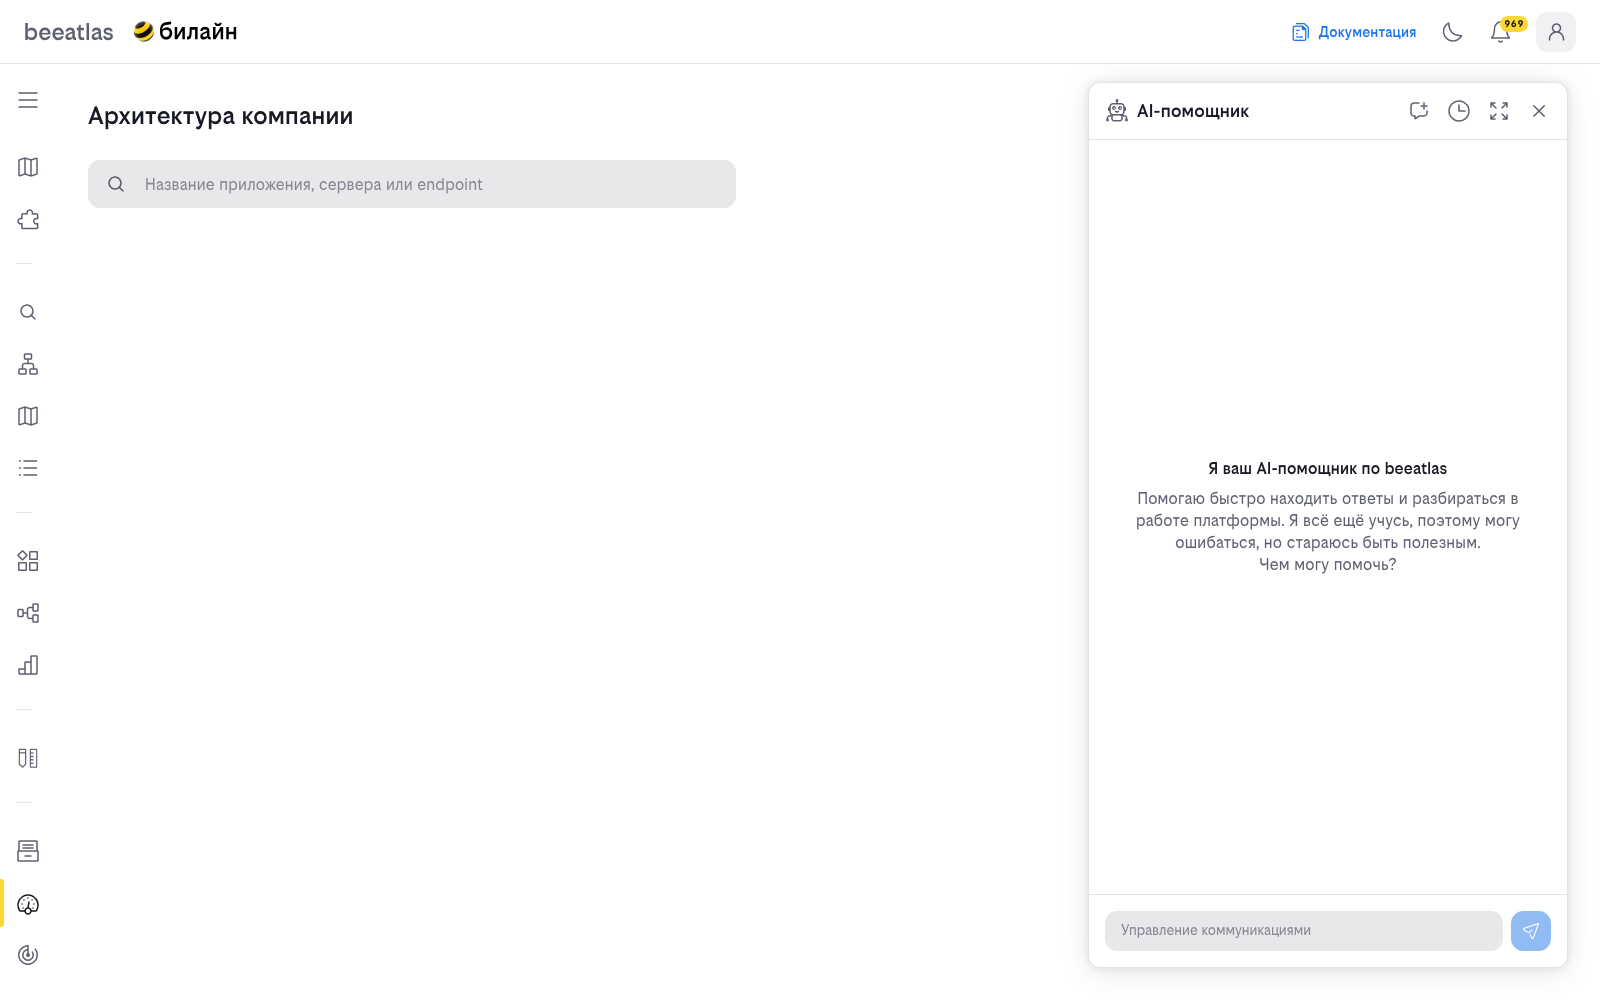 beeatlas
билайн
Документация
969
Архитектура компании
Название приложения, сервера или endpoint
AI-помощник
Я ваш AI-помощник по beeatlas
Помогаю быстро находить ответы и разбираться в
работе платформы. Я всё ещё учусь, поэтому могу
ошибаться, но стараюсь быть полезным.
Чем могу помочь?
Управление коммуникациями